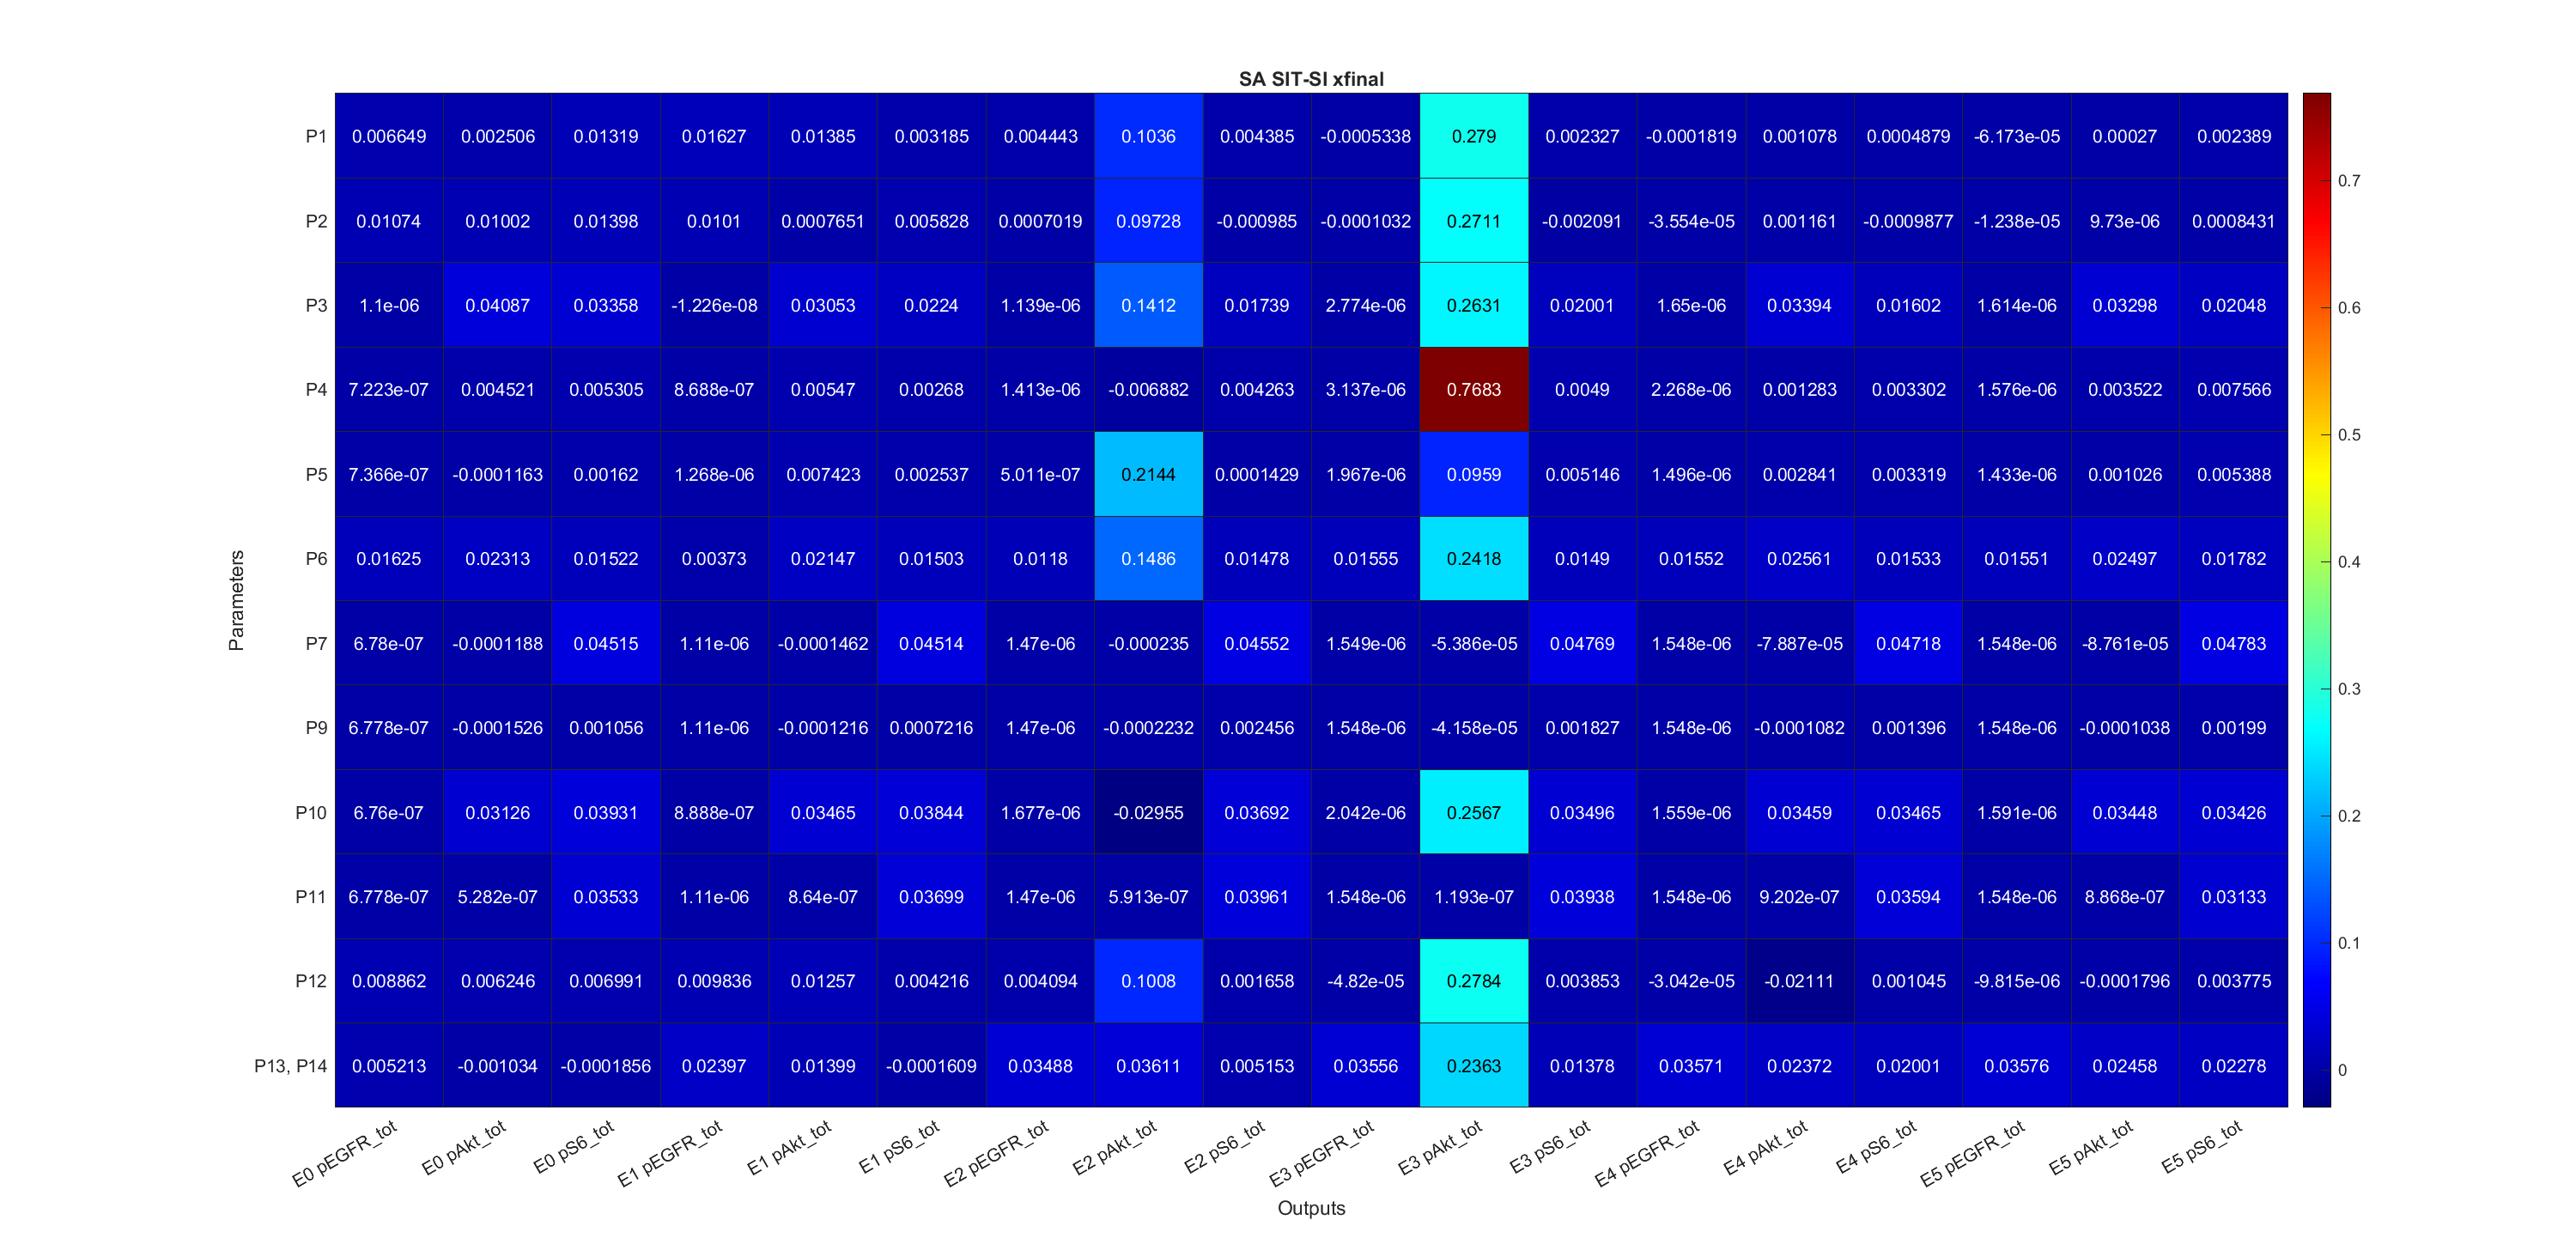 SA SIT-SI xfinal
P1 0.006649 0.002506 0.01319 0.01627 0.01385 0.003185 0.004443 0.1036 0.004385 -0.0005338 0.279 0.002327 -0.0001819 0.001078 0.0004879 -6.173e-05 0.00027 0.002389
0.7
P2 0.01074 0.01002 0.01398 0.0101 0.0007651 0.005828 0.0007019 0.09728 -0.000985 -0.0001032 0.2711 -0.002091 -3.554e-05 0.001161 -0.0009877 -1.238e-05 9.73e-06 0.0008431
P3 1.1e-06 0.04087 0.03358 -1.226e-08 0.03053 0.0224 1.139e-06 0.1412 0.01739 2.774e-06 0.2631 0.02001 1.65e-06 0.03394 0.01602 1.614e-06 0.03298 0.02048
0.6
P4 7.223e-07 0.004521 0.005305 8.688e-07 0.00547 0.00268 1.413e-06 -0.006882 0.004263 3.137e-06 0.7683 0.0049 2.268e-06 0.001283 0.003302 1.576e-06 0.003522 0.007566
0.5
P5 7.366e-07 -0.0001163 0.00162 1.268e-06 0.007423 0.002537 5.011e-07 0.2144 0.0001429 1.967e-06 0.0959 0.005146 1.496e-06 0.002841 0.003319 1.433e-06 0.001026 0.005388
P6 0.01625 0.02313 0.01522 0.00373 0.02147 0.01503 0.0118 0.1486 0.01478 0.01555 0.2418 0.0149 0.01552 0.02561 0.01533 0.01551 0.02497 0.01782
0.4
Parameters
P7 6.78e-07 -0.0001188 0.04515 1.11e-06 -0.0001462 0.04514 1.47e-06 -0.000235 0.04552 1.549e-06 -5.386e-05 0.04769 1.548e-06 -7.887e-05 0.04718 1.548e-06 -8.761e-05 0.04783
0.3
P9 6.778e-07 -0.0001526 0.001056 1.11e-06 -0.0001216 0.0007216 1.47e-06 -0.0002232 0.002456 1.548e-06 -4.158e-05 0.001827 1.548e-06 -0.0001082 0.001396 1.548e-06 -0.0001038 0.00199
P10 6.76e-07 0.03126 0.03931 8.888e-07 0.03465 0.03844 1.677e-06 -0.02955 0.03692 2.042e-06 0.2567 0.03496 1.559e-06 0.03459 0.03465 1.591e-06 0.03448 0.03426
0.2
P11 6.778e-07 5.282e-07 0.03533 1.11e-06 8.64e-07 0.03699 1.47e-06 5.913e-07 0.03961 1.548e-06 1.193e-07 0.03938 1.548e-06 9.202e-07 0.03594 1.548e-06 8.868e-07 0.03133
0.1
P12 0.008862 0.006246 0.006991 0.009836 0.01257 0.004216 0.004094 0.1008 0.001658 -4.82e-05 0.2784 0.003853 -3.042e-05 -0.02111 0.001045 -9.815e-06 -0.0001796 0.003775
P13, P14 0.005213 -0.001034 -0.0001856 0.02397 0.01399 -0.0001609 0.03488 0.03611 0.005153 0.03556 0.2363 0.01378 0.03571 0.02372 0.02001 0.03576 0.02458 0.02278
0
E0 pEGFR_tot E0 pAkt_tot E0 pS6_tot E1 pEGFR_tot E1 pAkt_tot E1 pS6_tot E2 pEGFR_tot E2 pAkt_tot E2 pS6_tot E3 pEGFR_tot E3 pAkt_tot E3 pS6_tot E4 pEGFR_tot E4 pAkt_tot E4 pS6_tot E5 pEGFR_tot E5 pAkt_tot E5 pS6_tot
Outputs